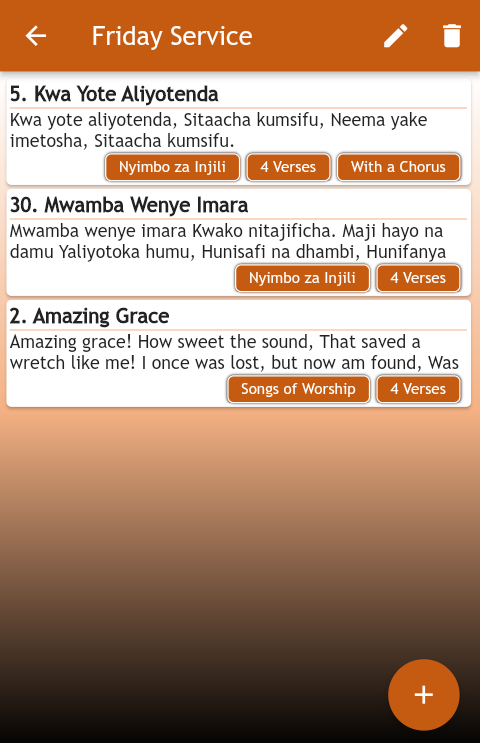 Friday Service
5. Kwa Yote Aliyotenda
Kwa yote aliyotenda, Sitaacha kumsifu, Neema yake
imetosha, Sitaacha kumsifu.
Nyimbo za Injili 4 Verses With a Chorus
30. Mwamba Wenye Imara
Mwamba wenye imara Kwako nitajificha. Maji hayo na
damu Yaliyotoka humu, Hunisafi na dhambi, Hunifanya
Nyimbo za Injili 4 Verses
2. Amazing Grace
Amazing grace! How sweet the sound, That saved a
wretch like me! I once was lost, but now am found, Was
Songs of Worship 4 Verses
+